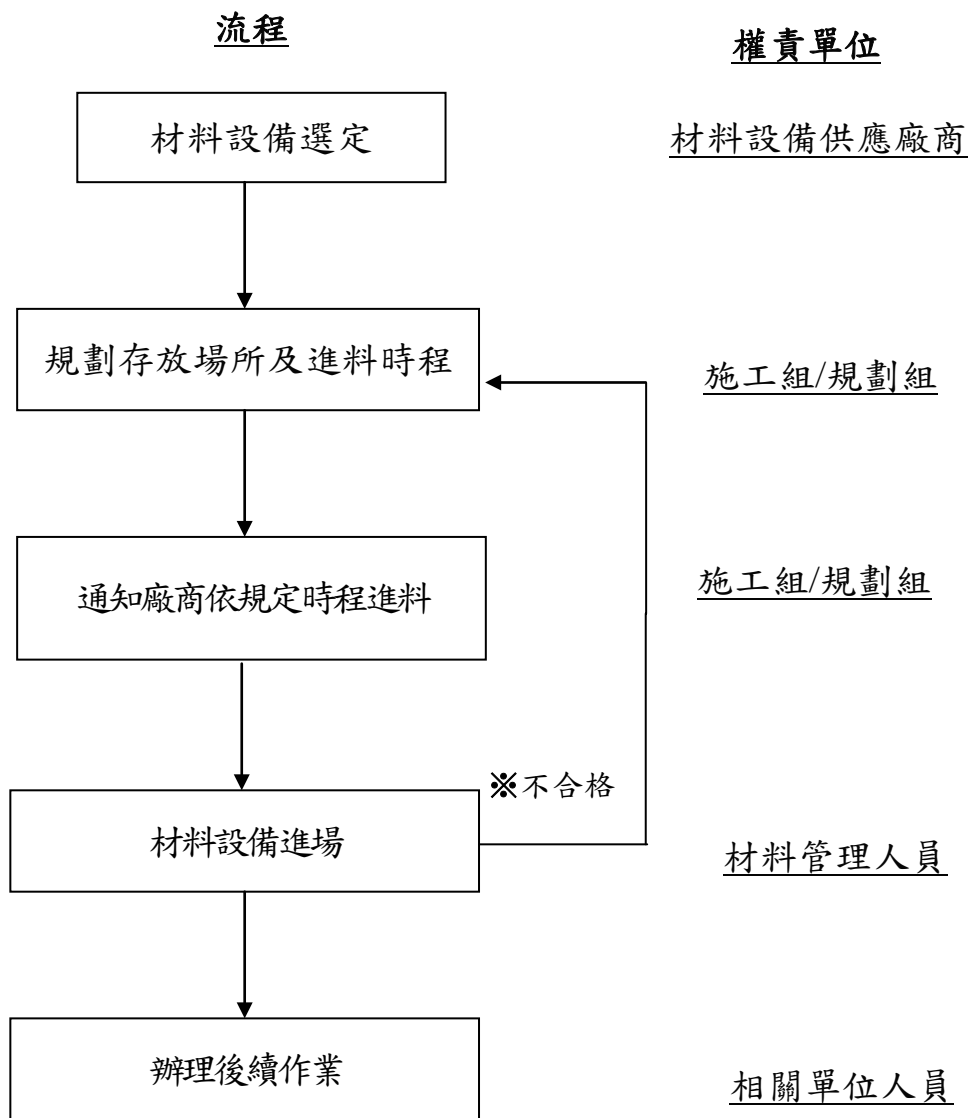 流程
權責單位
材料設備選定
材料設備供應廠商
規劃存放場所及進料時程
施工組/規劃組
通知廠商依規定時程進料
施工組/規劃組
※不合格
材料設備進場
材料管理人員
辦理後續作業
相關單位人員